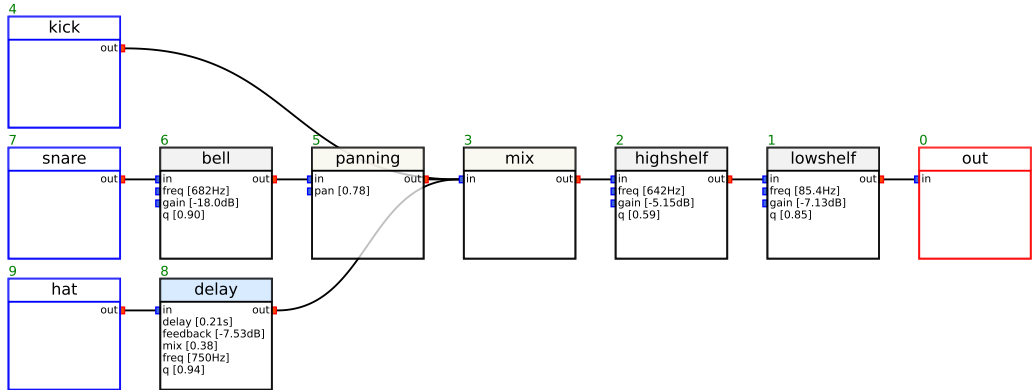 4
kick
out
7
snare
out
6
bell
in out
freq [682Hz]
gain [-18.0dB]
q [0.90]
5
panning
in
pan [0.78]
3
mix
in out
2
highshelf
in out
freq [642Hz]
gain [-5.15dB]
q [0.59]
1
lowshelf
in out
freq [85.4Hz]
gain [-7.13dB]
q [0.85]
0
out
in
9
hat
out
8
delay
in out
delay [0.21s]
feedback [-7.53dB]
mix [0.38]
freq [750Hz]
q [0.94]